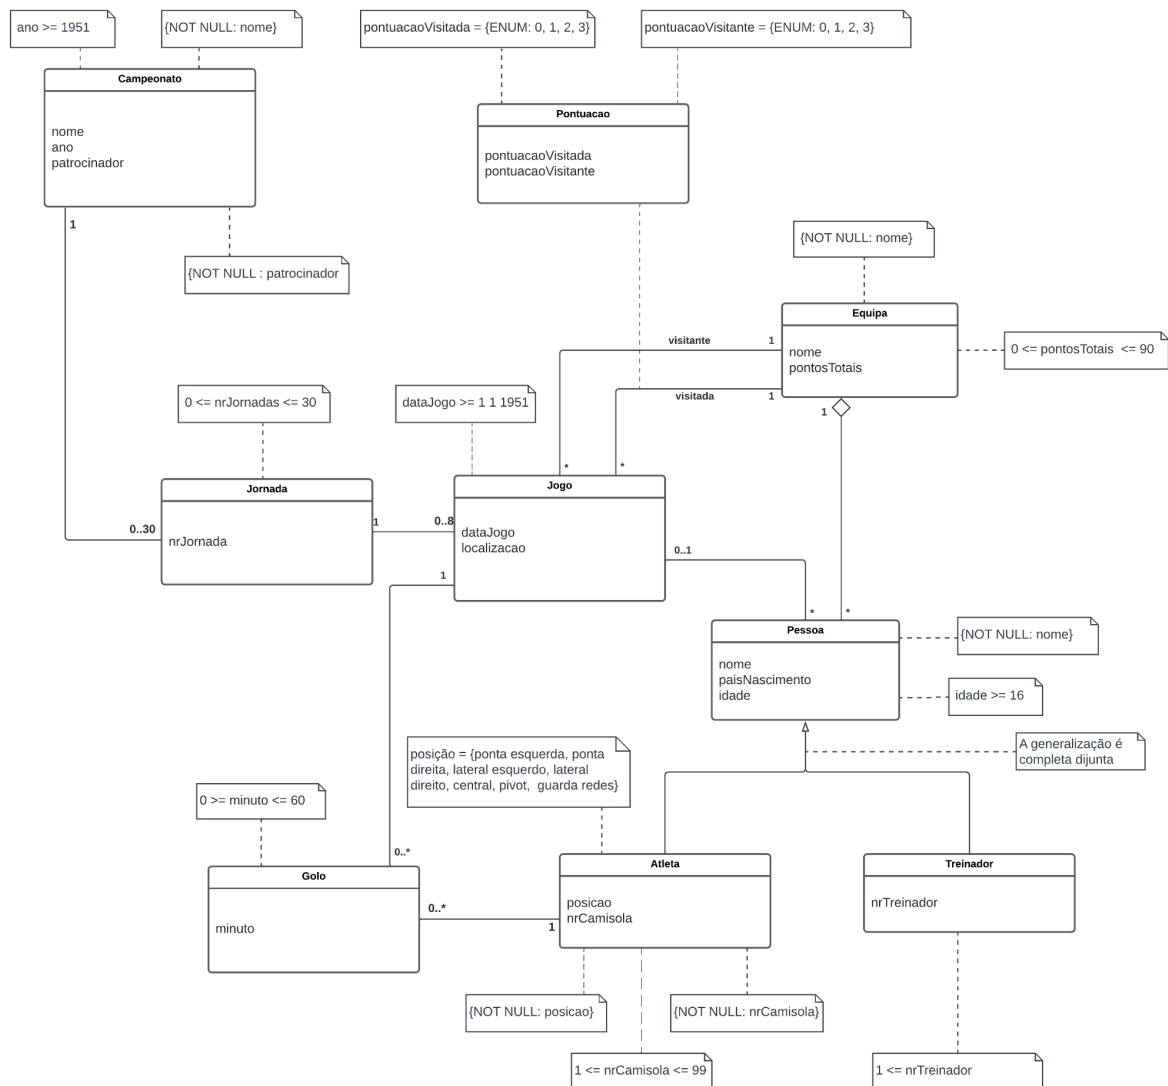 ano >= 1951
{NOT NULL: nome}
pontuacaoVisitada = {ENUM: 0, 1, 2, 3}
pontuacaoVisitante = {ENUM: 0, 1, 2, 3}
Campeonato
nome
ano
patrocinador
Pontuacao
pontuacaoVisitada
pontuacaoVisitante
1
{NOT NULL : patrocinador
{NOT NULL: nome}
Equipa
nome
pontosTotais
0 <= pontosTotais <= 90
visitante
1
visitada
1
1
0 <= nrJornadas <= 30
dataJogo >= 1 1 1951
*
*
Jornada
nrJornada
0..30
1
0..8
Jogo
dataJogo
localizacao
1
0..1
*
*
Pessoa
nome
paisNascimento
idade
{NOT NULL: nome}
idade >= 16
A generalização é
completa dijunta
posição = {ponta esquerda, ponta
direita, lateral esquerdo, lateral
direito, central, pivot, guarda redes}
0 >= minuto <= 60
0..*
Golo
minuto
0..*
1
Atleta
posicao
nrCamisola
Treinador
nrTreinador
{NOT NULL: posicao}
{NOT NULL: nrCamisola}
1 <= nrCamisola <= 99
1 <= nrTreinador